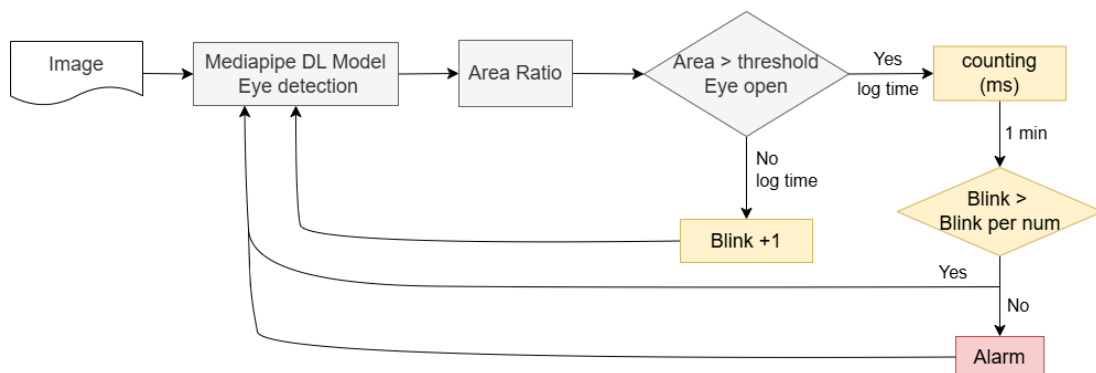 Image
Mediapipe DL Model
Eye detection
Area Ratio
Area > threshold
Eye open
Yes
log time
counting
(ms)
1 min
No
log time
Blink >
Blink per num
Blink +1
Yes
No
Alarm